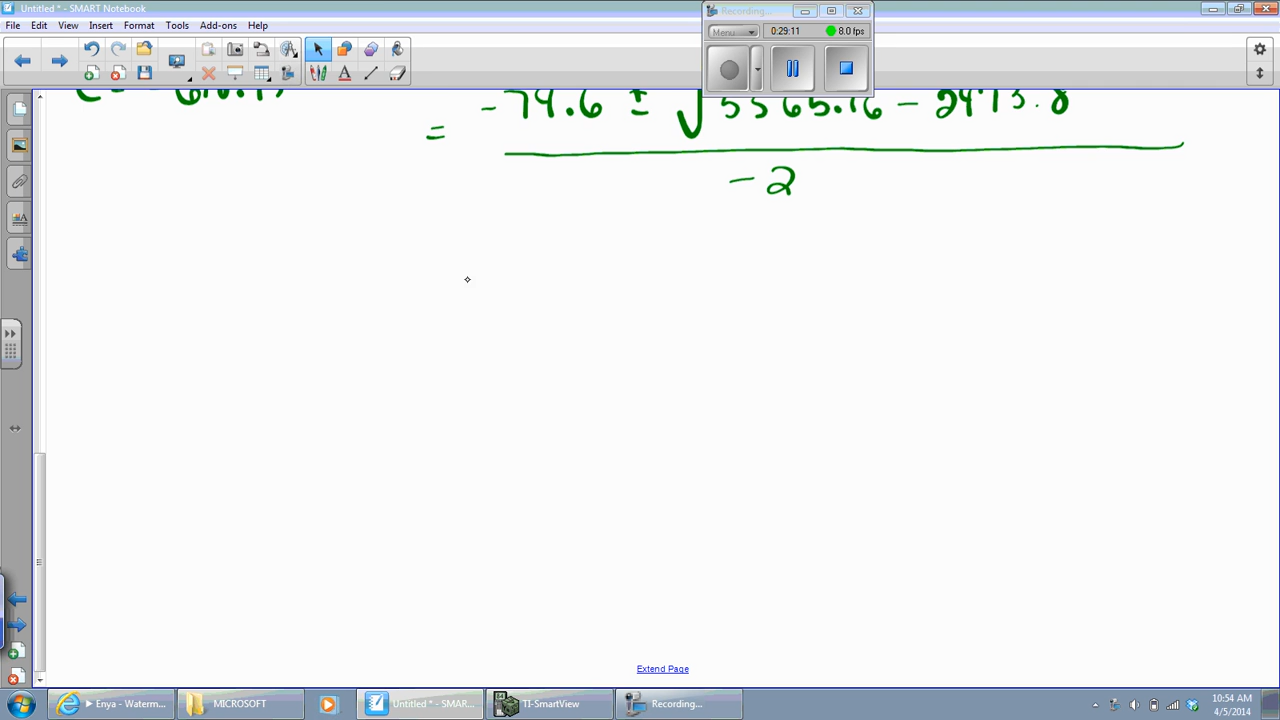 Untitled * - SMART Notebook
File Edit View Insert Format Tools Add-ons Help
Recording...
Menu 0:29:11 8.0 fps
= -74.6 ± √5565.16 - 2473.8
-2
Extend Page
Enya - Waterm...
MICROSOFT
Untitled * - SMAR...
TI-SmartView
Recording...
10:54 AM
4/5/2014